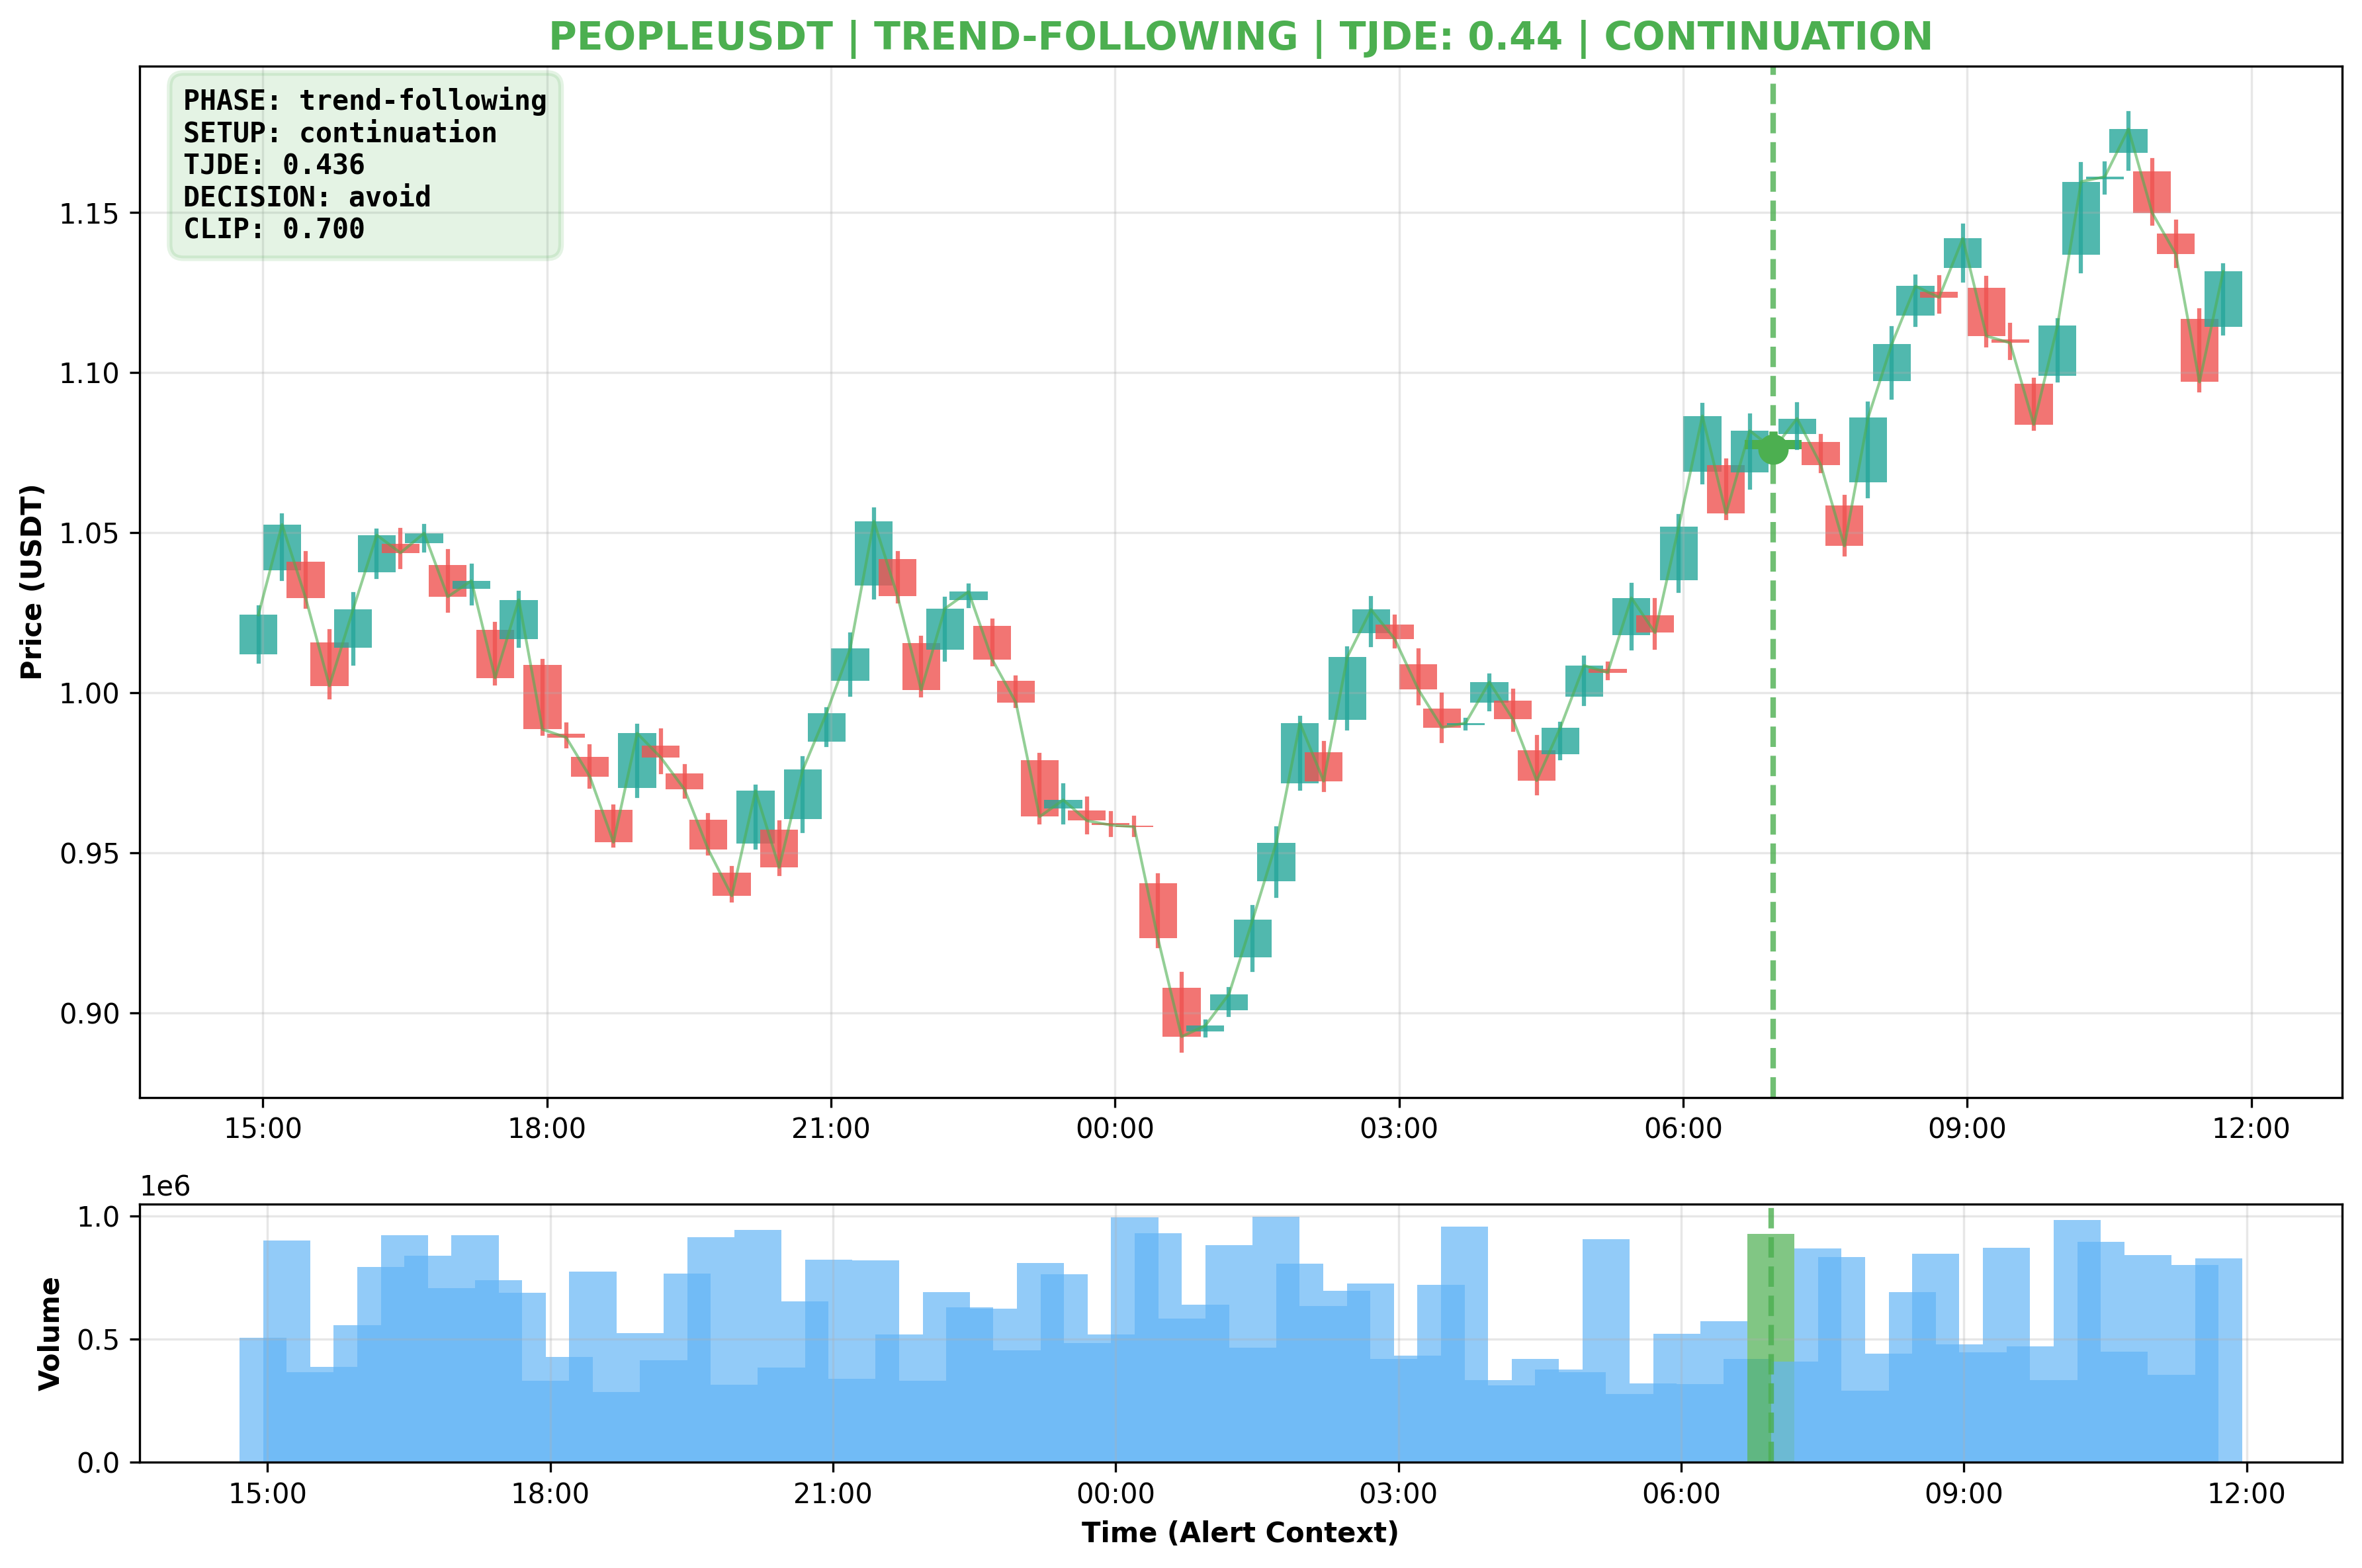 PEOPLEUSDT | TREND-FOLLOWING | TJDE: 0.44 | CONTINUATION
PHASE: trend-following
SETUP: continuation
TJDE: 0.436
DECISION: avoid
CLIP: 0.700
Price (USDT)
1.15
1.10
1.05
1.00
0.95
0.90
15:00 18:00 21:00 00:00 03:00 06:00 09:00 12:00
1e6
Volume
1.0
0.5
0.0
15:00 18:00 21:00 00:00 03:00 06:00 09:00 12:00
Time (Alert Context)